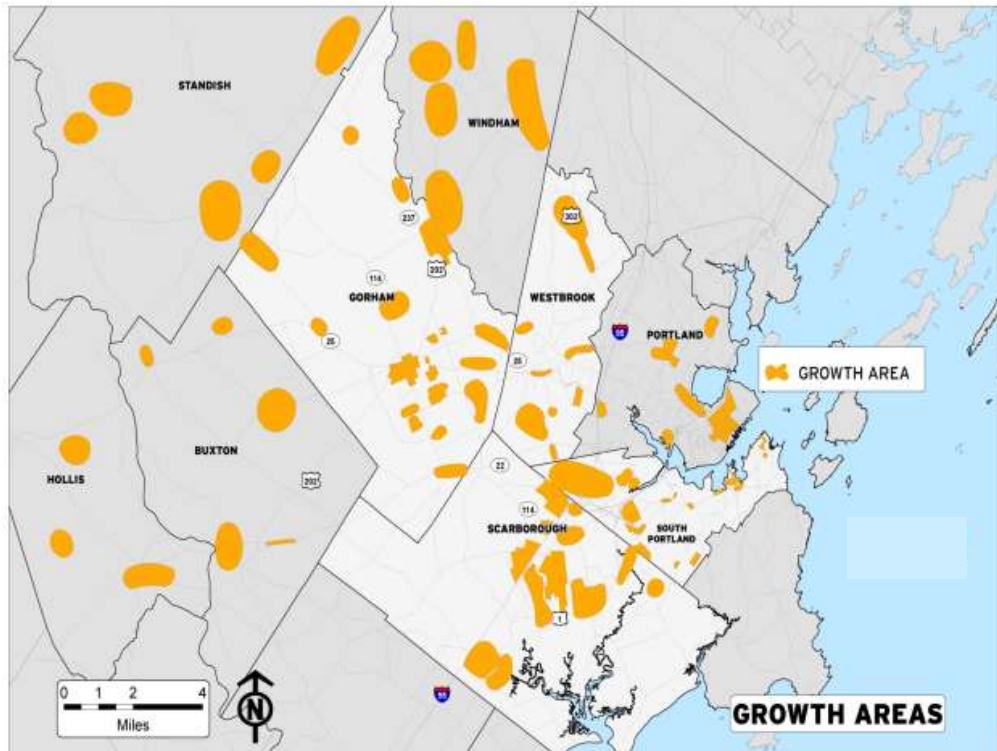 STANDISH
WINDHAM
237
302
202
114
GORHAM
WESTBROOK
25
95
PORTLAND
25
GROWTH AREA
BUXTON
HOLLIS
202
22
114
SCARBOROUGH
SOUTH
PORTLAND
1
0 1 2 4
Miles
N
95
GROWTH AREAS